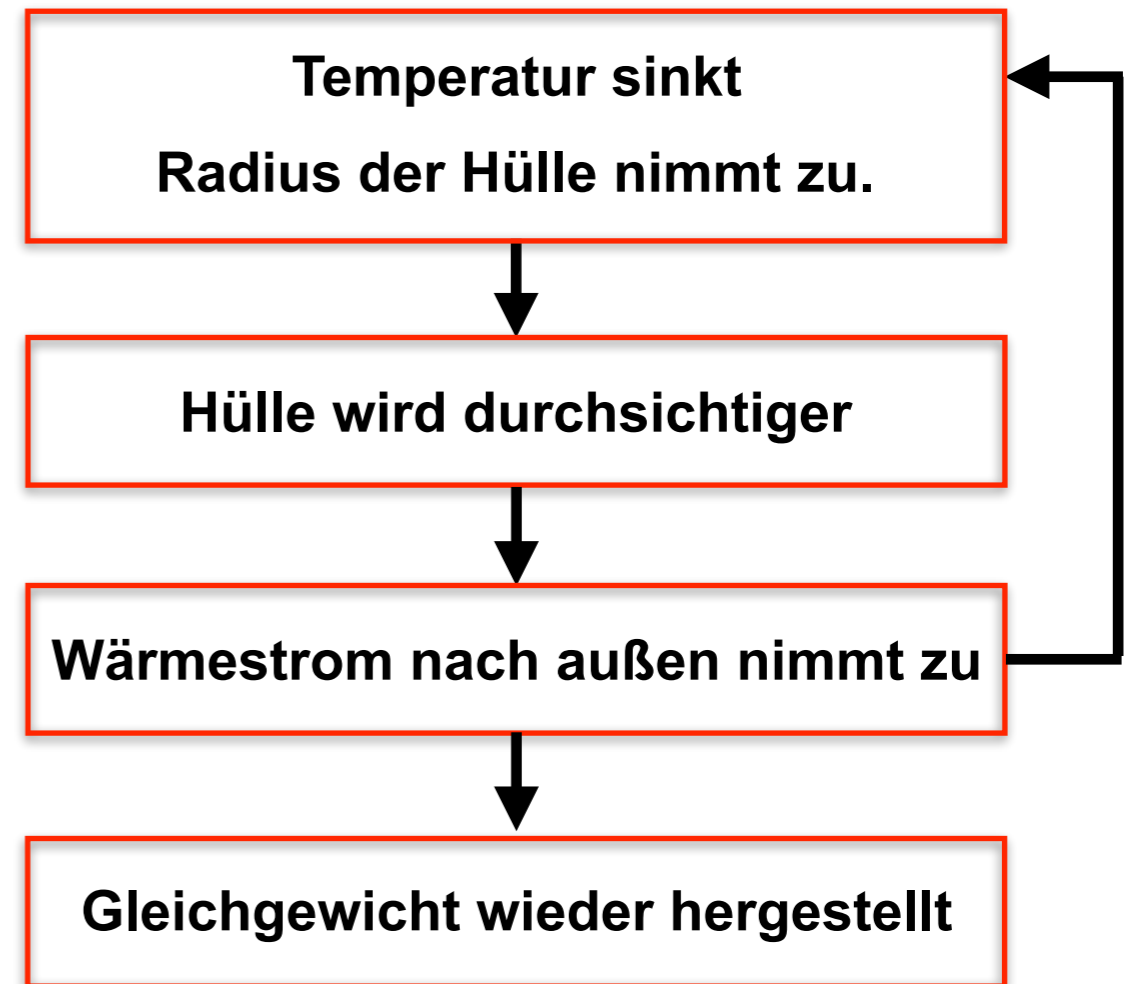 Temperatur sinkt
Radius der Hülle nimmt zu.
Hülle wird durchsichtiger
Wärmestrom nach außen nimmt zu
Gleichgewicht wieder hergestellt